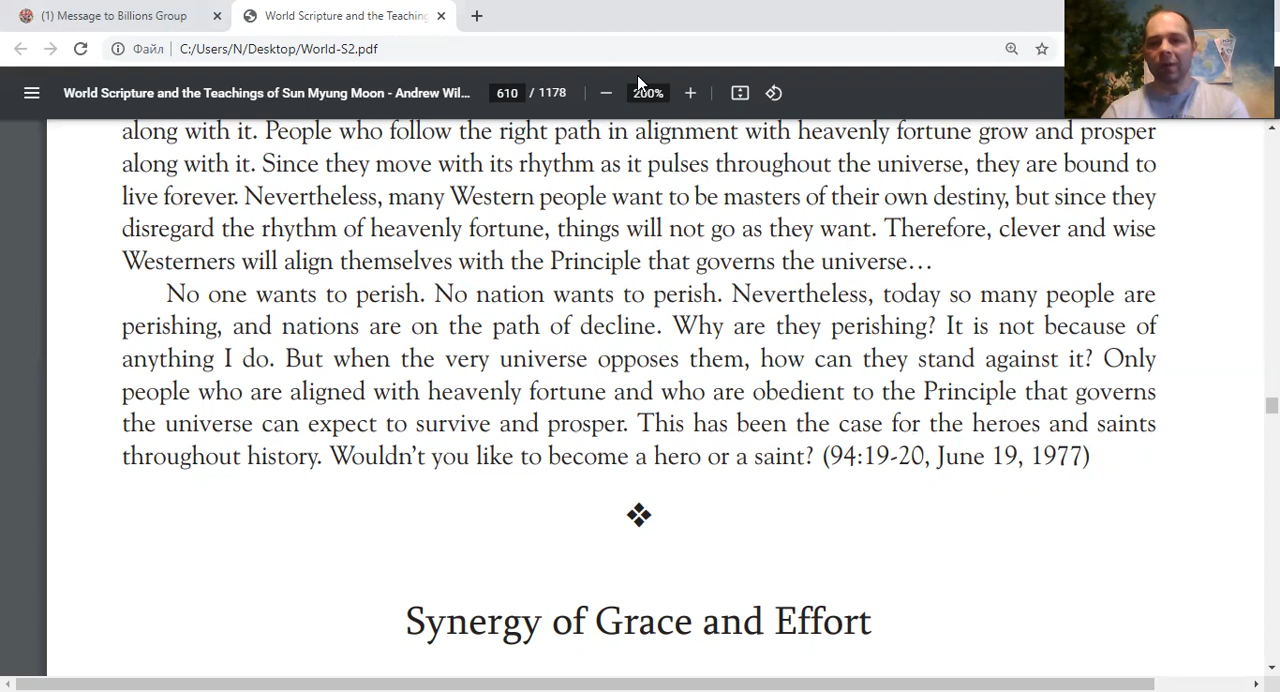 (1) Message to Billions Group
World Scripture and the Teaching
Файл
C:/Users/N/Desktop/World-S2.pdf
World Scripture and the Teachings of Sun Myung Moon - Andrew Wil...
610 / 1178
200%
along with it. People who follow the right path in alignment with heavenly fortune grow and prosper
along with it. Since they move with its rhythm as it pulses throughout the universe, they are bound to
live forever. Nevertheless, many Western people want to be masters of their own destiny, but since they
disregard the rhythm of heavenly fortune, things will not go as they want. Therefore, clever and wise
Westerners will align themselves with the Principle that governs the universe…
No one wants to perish. No nation wants to perish. Nevertheless, today so many people are
perishing, and nations are on the path of decline. Why are they perishing? It is not because of
anything I do. But when the very universe opposes them, how can they stand against it? Only
people who are aligned with heavenly fortune and who are obedient to the Principle that governs
the universe can expect to survive and prosper. This has been the case for the heroes and saints
throughout history. Wouldn’t you like to become a hero or a saint? (94:19-20, June 19, 1977)
Synergy of Grace and Effort